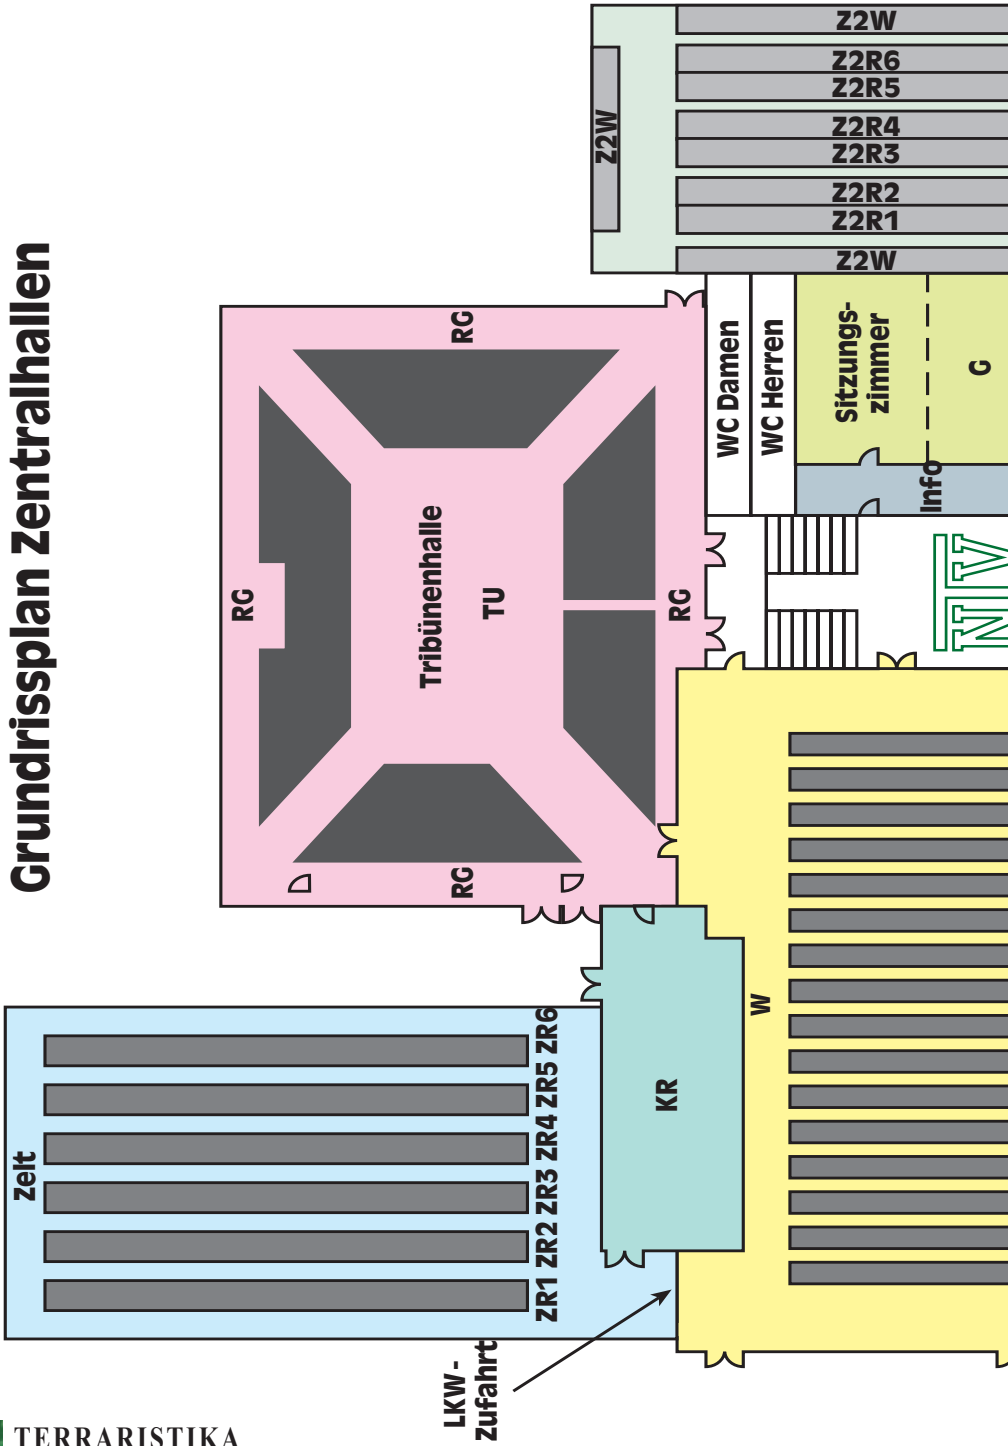 Grundrissplan Zentralhallen
Z2W
Z2R6
Z2R5
Z2R4
Z2R3
Z2R2
Z2R1
Z2W
Z2W
RG
RG
Tribünenhalle
TU
RG
RG
WC Damen
WC Herren
Sitzungs-
zimmer
G
Info
NTV
Zelt
ZR1 ZR2 ZR3 ZR4 ZR5 ZR6
KR
W
LKW-
zufahrt
TERRARISTIKA